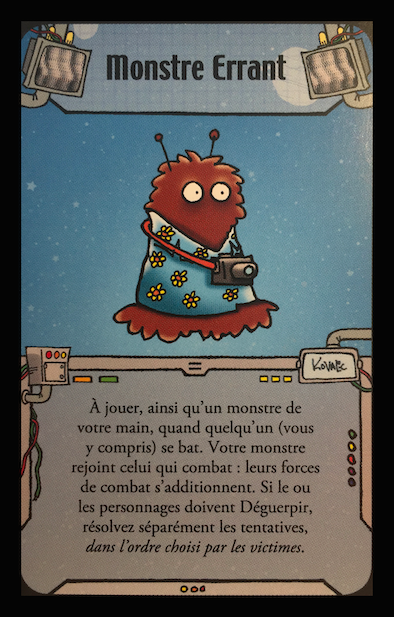 Monstre Errant
KOVALIC
À jouer, ainsi qu'un monstre de
votre main, quand quelqu'un (vous
y compris) se bat. Votre monstre
rejoint celui qui combat : leurs forces
de combat s'additionnent. Si le ou
les personnages doivent Déguerpir,
résolvez séparément les tentatives,
dans l'ordre choisi par les victimes.